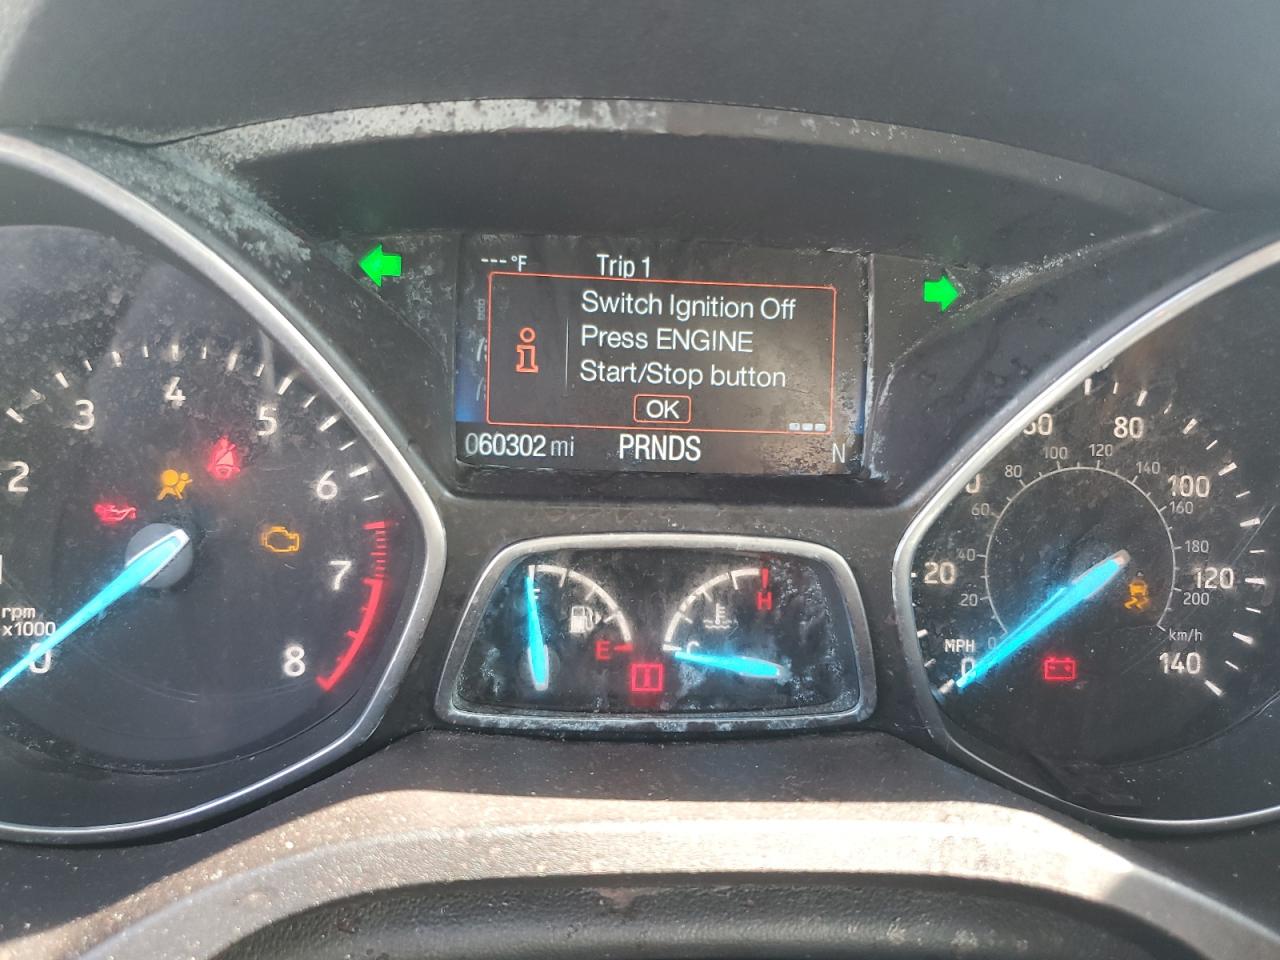 ---°F Trip 1
Switch Ignition Off
Press ENGINE
Start/Stop button
OK
060302 mi PRNDS N
1
2
3
4
5
6
7
8
0
rpm
x1000
F
E
C
H
MPH
0
20
80
100
120
140
0
20
40
60
80
100
120
140
160
180
200
km/h